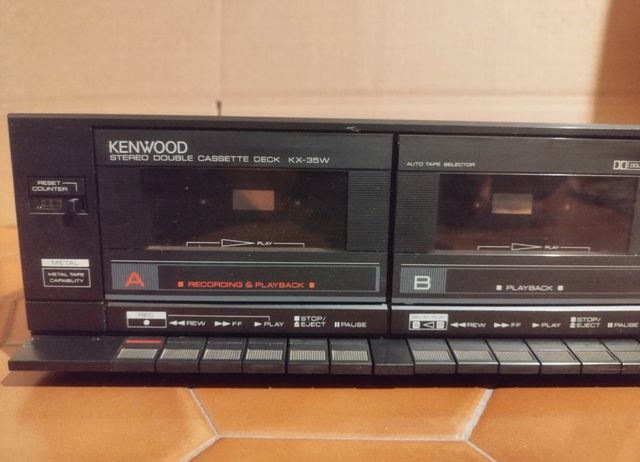 KENWOOD
STEREO DOUBLE CASSETTE DECK KX-35W
AUTO TAPE SELECTOR
RESET
COUNTER
PLAY
PLAY
METAL
METAL TAPE
CAPABILITY
A
RECORDING & PLAYBACK
B
PLAYBACK
REC
REW
FF
PLAY
STOP/
EJECT
PAUSE
REW
FF
PLAY
STOP/
EJECT
PAUSE